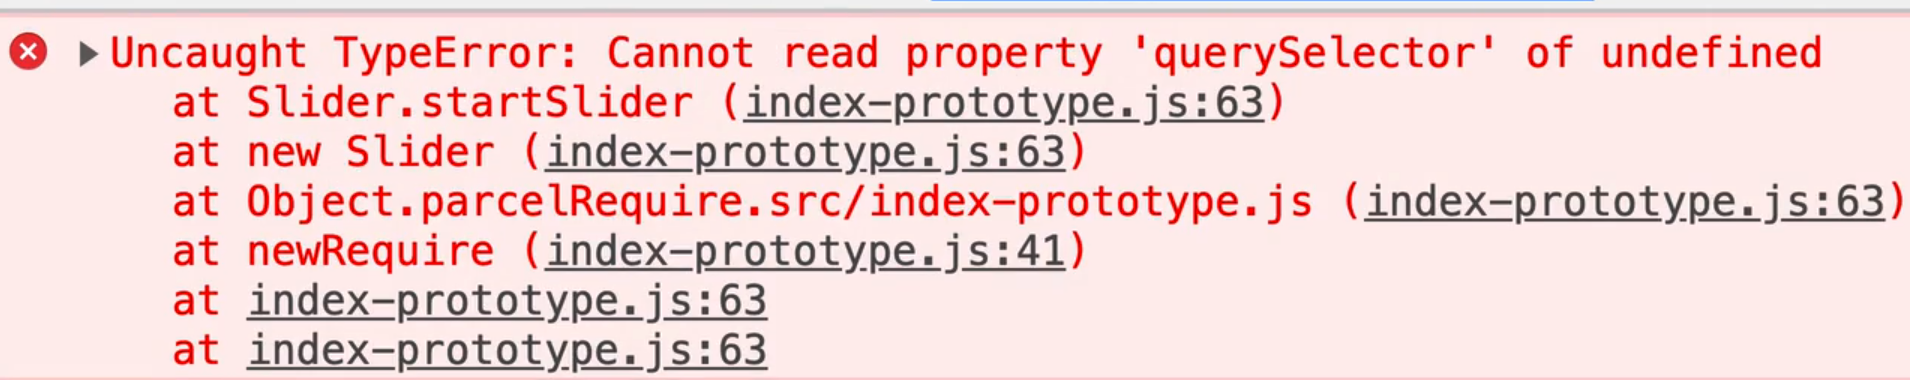 Uncaught TypeError: Cannot read property 'querySelector' of undefined
at Slider.startSlider (index-prototype.js:63)
at new Slider (index-prototype.js:63)
at Object.parcelRequire.src/index-prototype.js (index-prototype.js:63)
at newRequire (index-prototype.js:41)
at index-prototype.js:63
at index-prototype.js:63